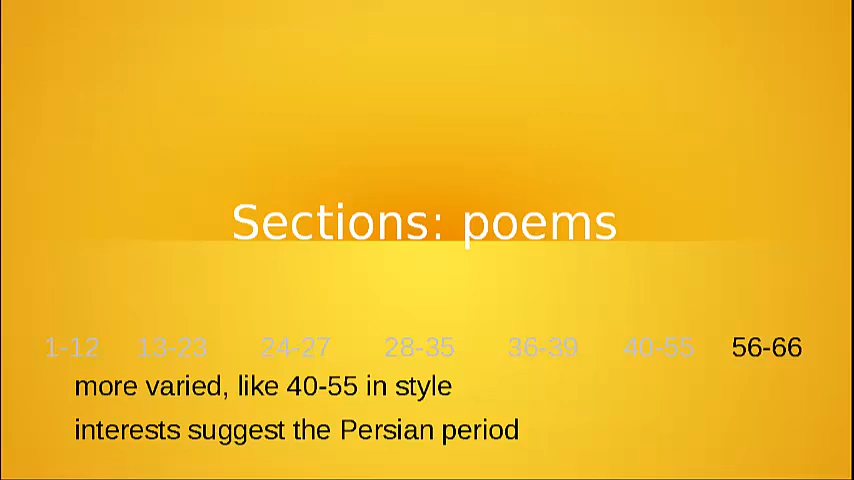 Sections: poems
1-12 13-23 24-27 28-35 36-39 40-55 56-66
more varied, like 40-55 in style
interests suggest the Persian period